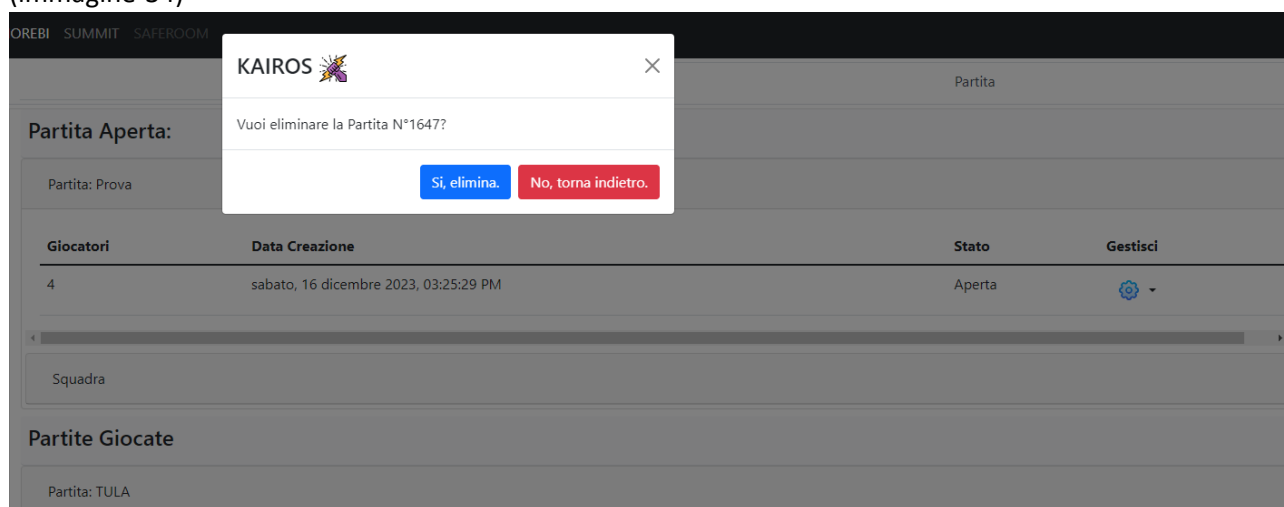 OREBI SUMMIT SAFEROOM
KAIROS
Partita
Vuoi eliminare la Partita N°1647?
Partita Aperta:
Si, elimina. No, torna indietro.
Partita: Prova
Giocatori Data Creazione Stato Gestisci
4 sabato, 16 dicembre 2023, 03:25:29 PM Aperta
Squadra
Partite Giocate
Partita: TULA